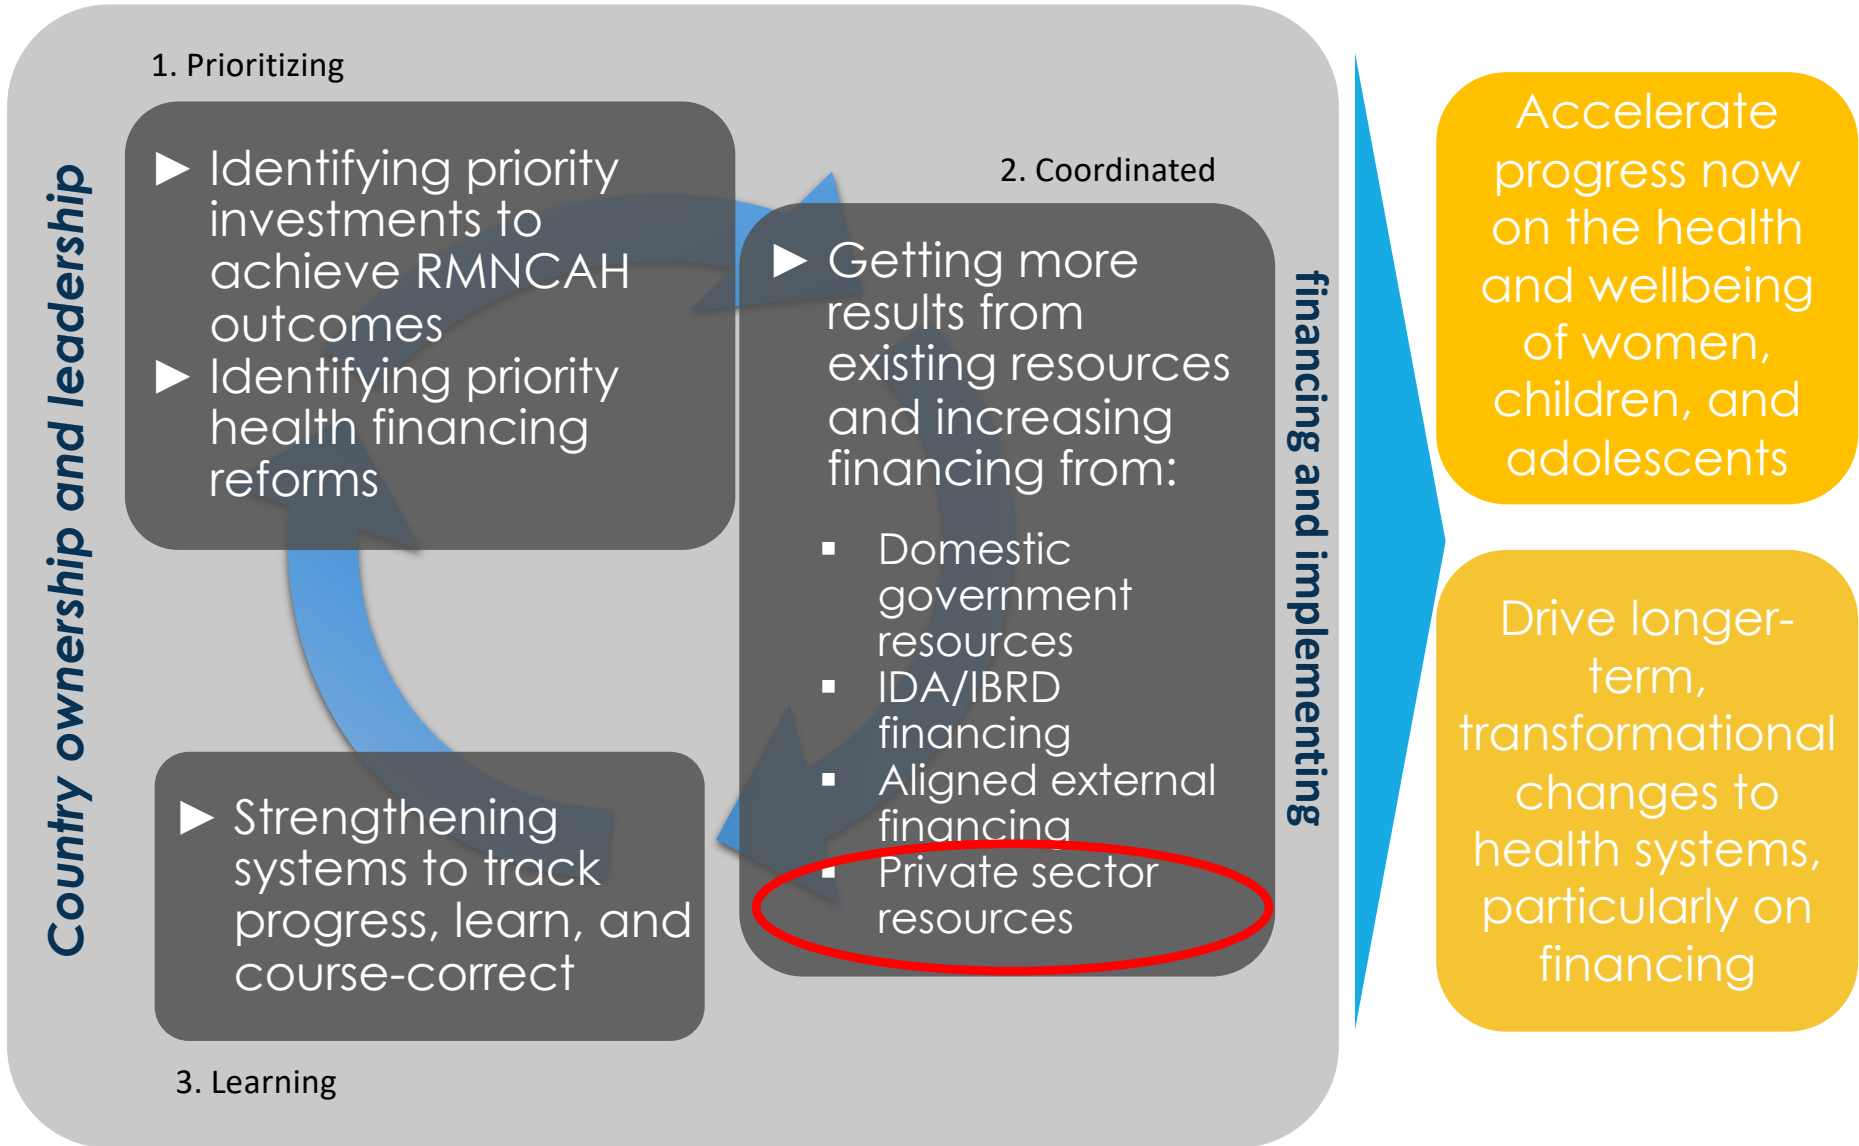 Country ownership and leadership
1. Prioritizing
► Identifying priority
investments to
achieve RMNCAH
outcomes
► Identifying priority
health financing
reforms
2. Coordinated
► Getting more
results from
existing resources
and increasing
financing from:
▪ Domestic
government
resources
▪ IDA/IBRD
financing
▪ Aligned external
financing
▪ Private sector
resources
financing and implementing
► Strengthening
systems to track
progress, learn, and
course-correct
3. Learning
Accelerate
progress now
on the health
and wellbeing
of women,
children, and
adolescents
Drive longer-
term,
transformational
changes to
health systems,
particularly on
financing